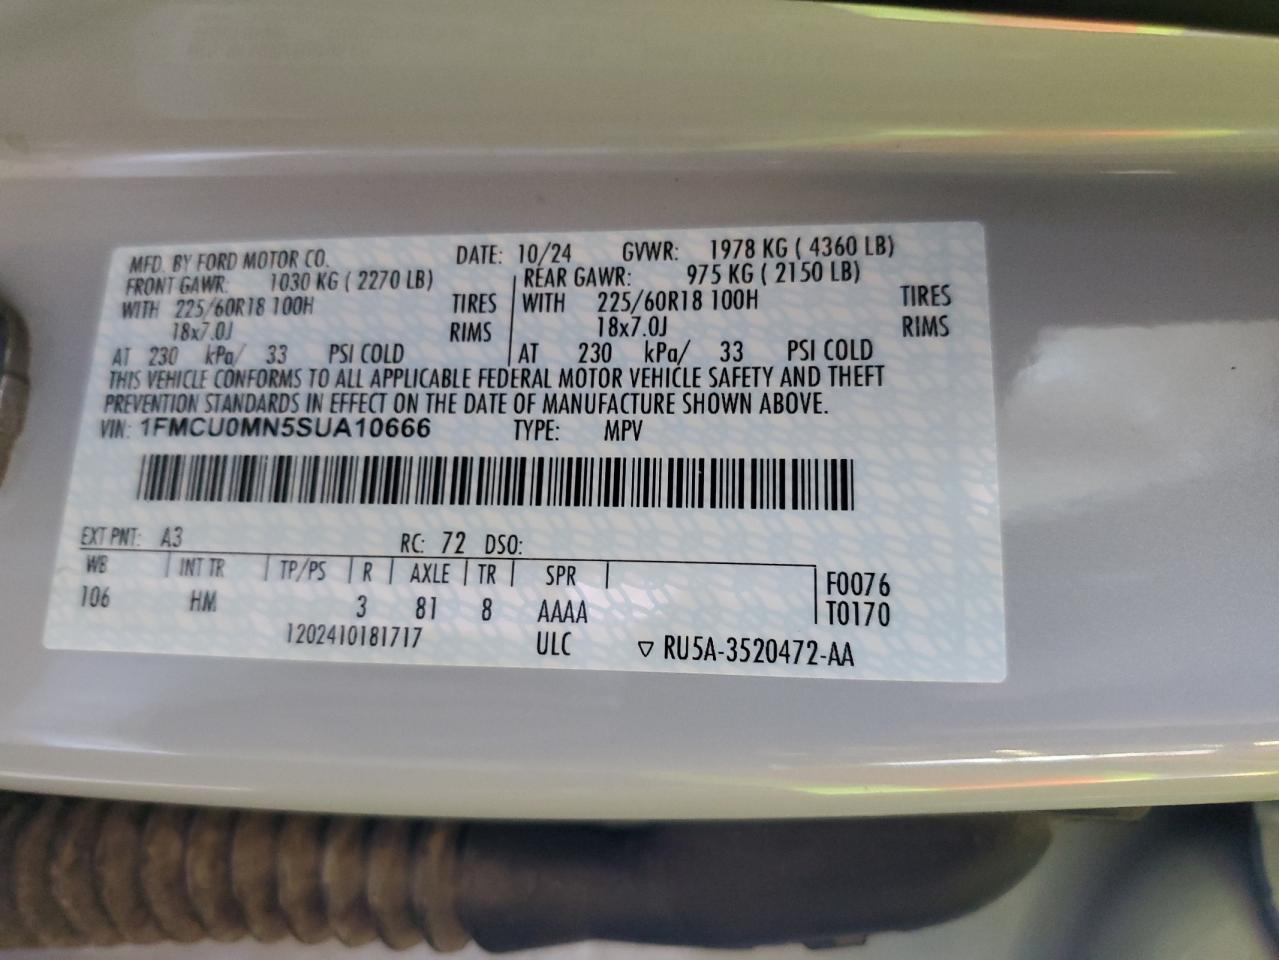 MFD. BY FORD MOTOR CO. DATE: 10/24 GVWR: 1978 KG ( 4360 LB)
FRONT GAWR: 1030 KG ( 2270 LB) REAR GAWR: 975 KG ( 2150 LB)
WITH 225/60R18 100H TIRES WITH 225/60R18 100H TIRES
18x7.0J RIMS 18x7.0J RIMS
AT 230 kPa/ 33 PSI COLD AT 230 kPa/ 33 PSI COLD
THIS VEHICLE CONFORMS TO ALL APPLICABLE FEDERAL MOTOR VEHICLE SAFETY AND THEFT
PREVENTION STANDARDS IN EFFECT ON THE DATE OF MANUFACTURE SHOWN ABOVE.
VIN: 1FMCU0MN5SUA10666 TYPE: MPV
EXT PNT: A3 RC: 72 DSO:
WB INT TR TP/PS R AXLE TR SPR F0076
106 HM 3 81 8 AAAA T0170
1202410181717 ULC ▽ RU5A-3520472-AA